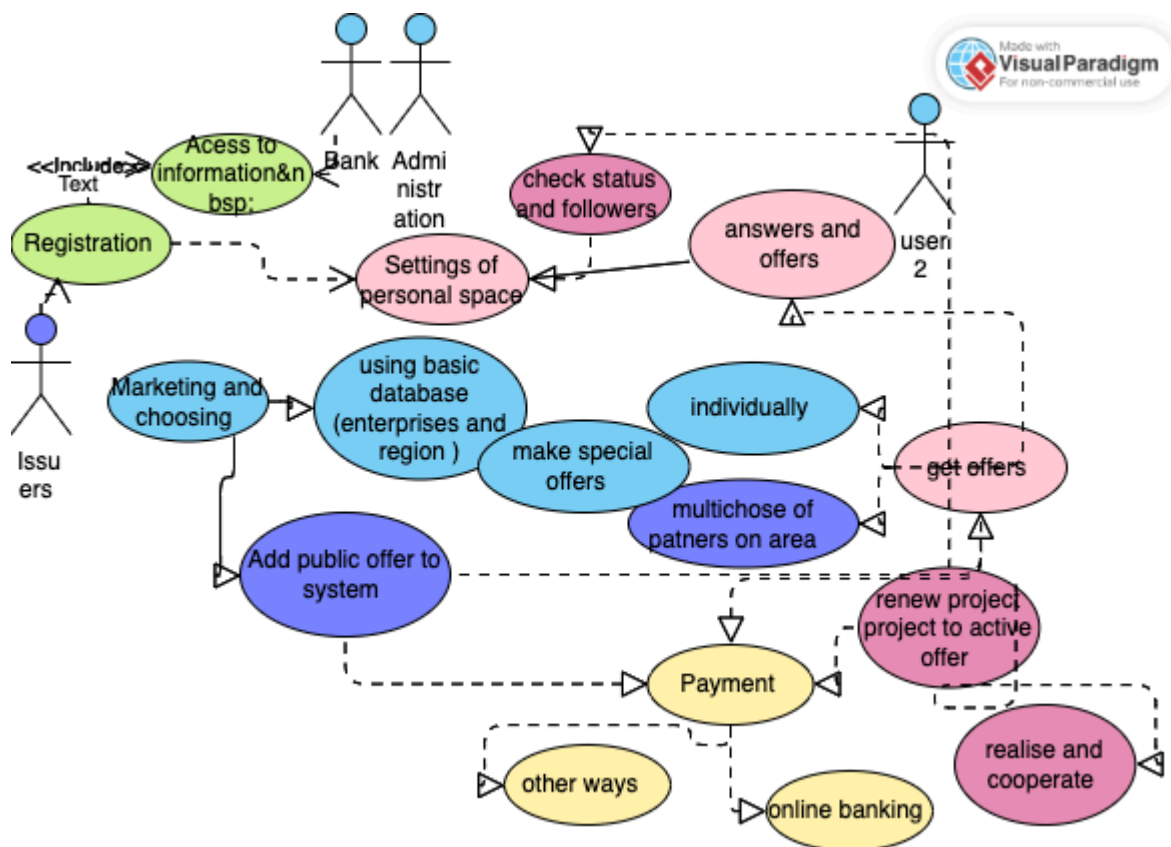 Made with
VisualParadigm
For non-commercial use
Bank
Admi
nistr
ation
Acess to
information&n
bsp;
<<Include>>
Text
Registration
check status
and followers
answers and
offers
user
2
Settings of
personal space
Issu
ers
Marketing and
choosing
using basic
database
(enterprises and
region )
individually
make special
offers
get offers
multichose of
patners on area
Add public offer to
system
renew project
project to active
offer
Payment
realise and
cooperate
other ways
online banking